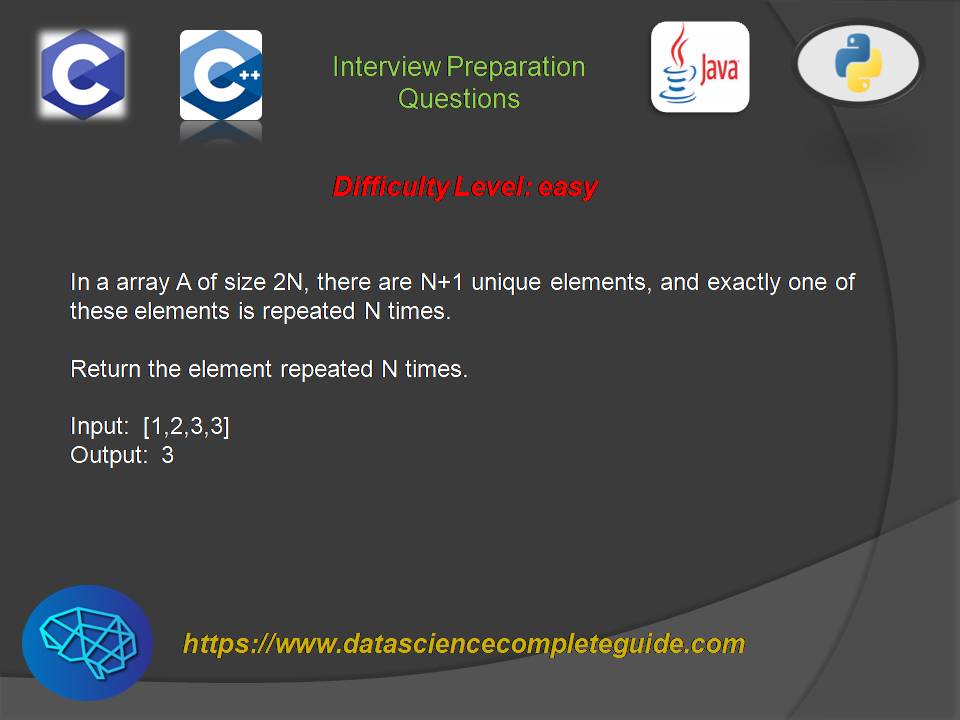 C
C++
Interview Preparation
Questions
Java
Difficulty Level: easy
In a array A of size 2N, there are N+1 unique elements, and exactly one of
these elements is repeated N times.
Return the element repeated N times.
Input:  [1,2,3,3]
Output:  3
https://www.datasciencecompleteguide.com